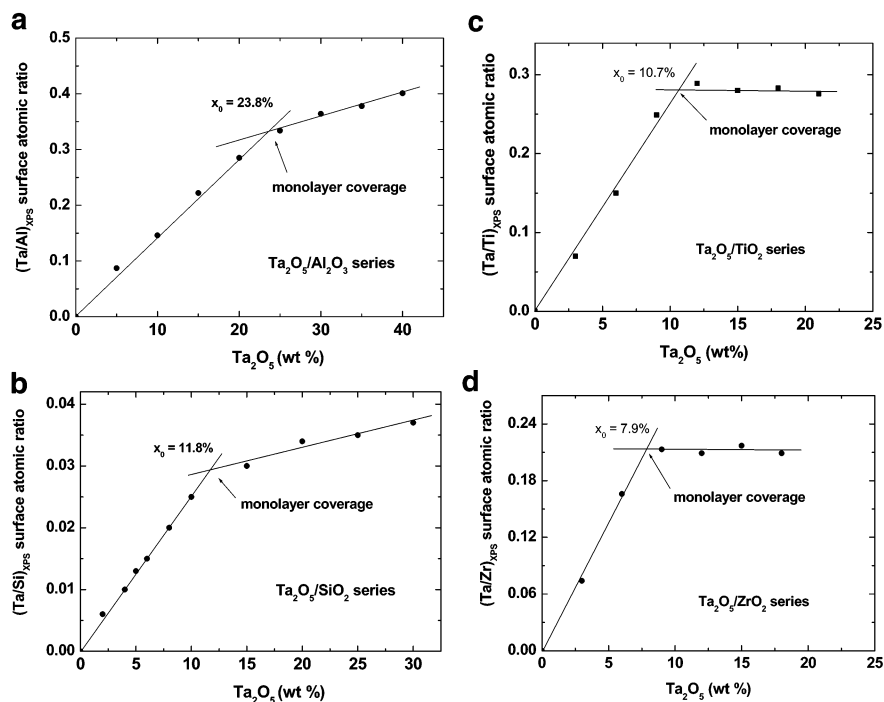 a
(Ta/Al)XPS surface atomic ratio
0.5
0.4
0.3
0.2
0.1
0.0
x0 = 23.8%
monolayer coverage
Ta2O5/Al2O3 series
0 10 20 30 40
Ta2O5 (wt %)
b
(Ta/Si)XPS surface atomic ratio
0.04
0.03
0.02
0.01
0.00
x0 = 11.8%
monolayer coverage
Ta2O5/SiO2 series
0 5 10 15 20 25 30
Ta2O5 (wt %)
c
(Ta/Ti)XPS surface atomic ratio
0.3
0.2
0.1
0.0
x0 = 10.7%
monolayer coverage
Ta2O5/TiO2 series
0 5 10 15 20 25
Ta2O5 (wt%)
d
(Ta/Zr)XPS surface atomic ratio
0.24
0.18
0.12
0.06
0.00
x0 = 7.9%
monolayer coverage
Ta2O5/ZrO2 series
0 5 10 15 20 25
Ta2O5 (wt %)